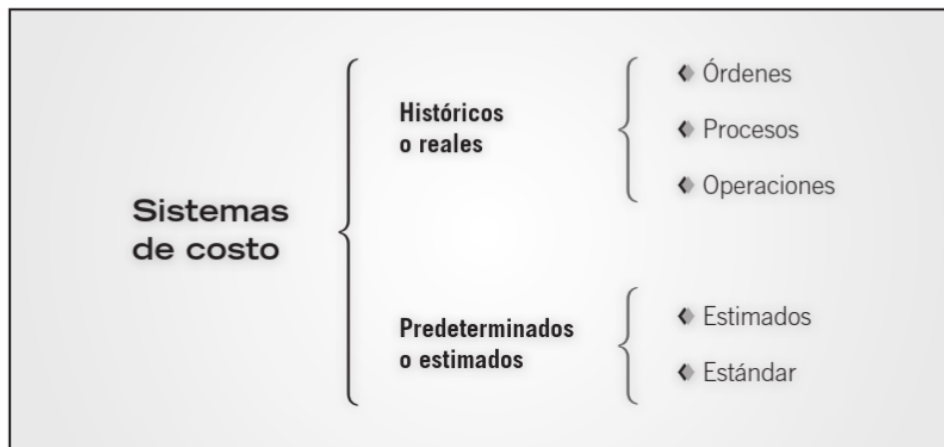 Sistemas
de costo
Históricos
o reales
Órdenes
Procesos
Operaciones
Predeterminados
o estimados
Estimados
Estándar